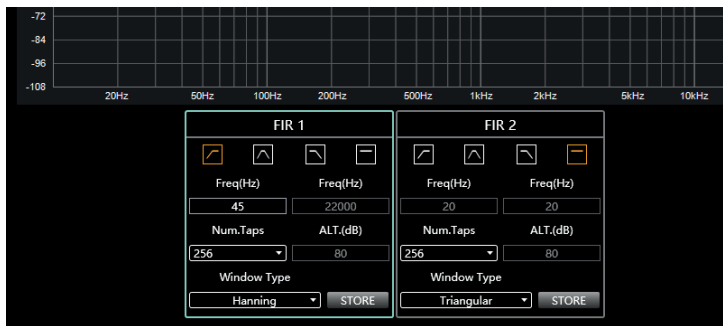 -72
-84
-96
-108
20Hz 50Hz 100Hz 200Hz 500Hz 1kHz 2kHz 5kHz 10kHz
FIR 1 FIR 2
Freq(Hz) Freq(Hz) Freq(Hz) Freq(Hz)
45 22000 20 20
Num.Taps ALT.(dB) Num.Taps ALT.(dB)
256 80 256 80
Window Type Window Type
Hanning STORE Triangular STORE